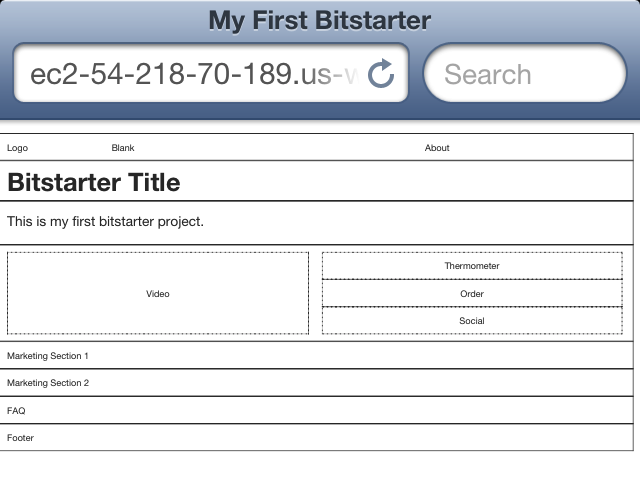 My First Bitstarter
ec2-54-218-70-189.us-w
Search
Logo Blank About
Bitstarter Title
This is my first bitstarter project.
Video
Thermometer
Order
Social
Marketing Section 1
Marketing Section 2
FAQ
Footer